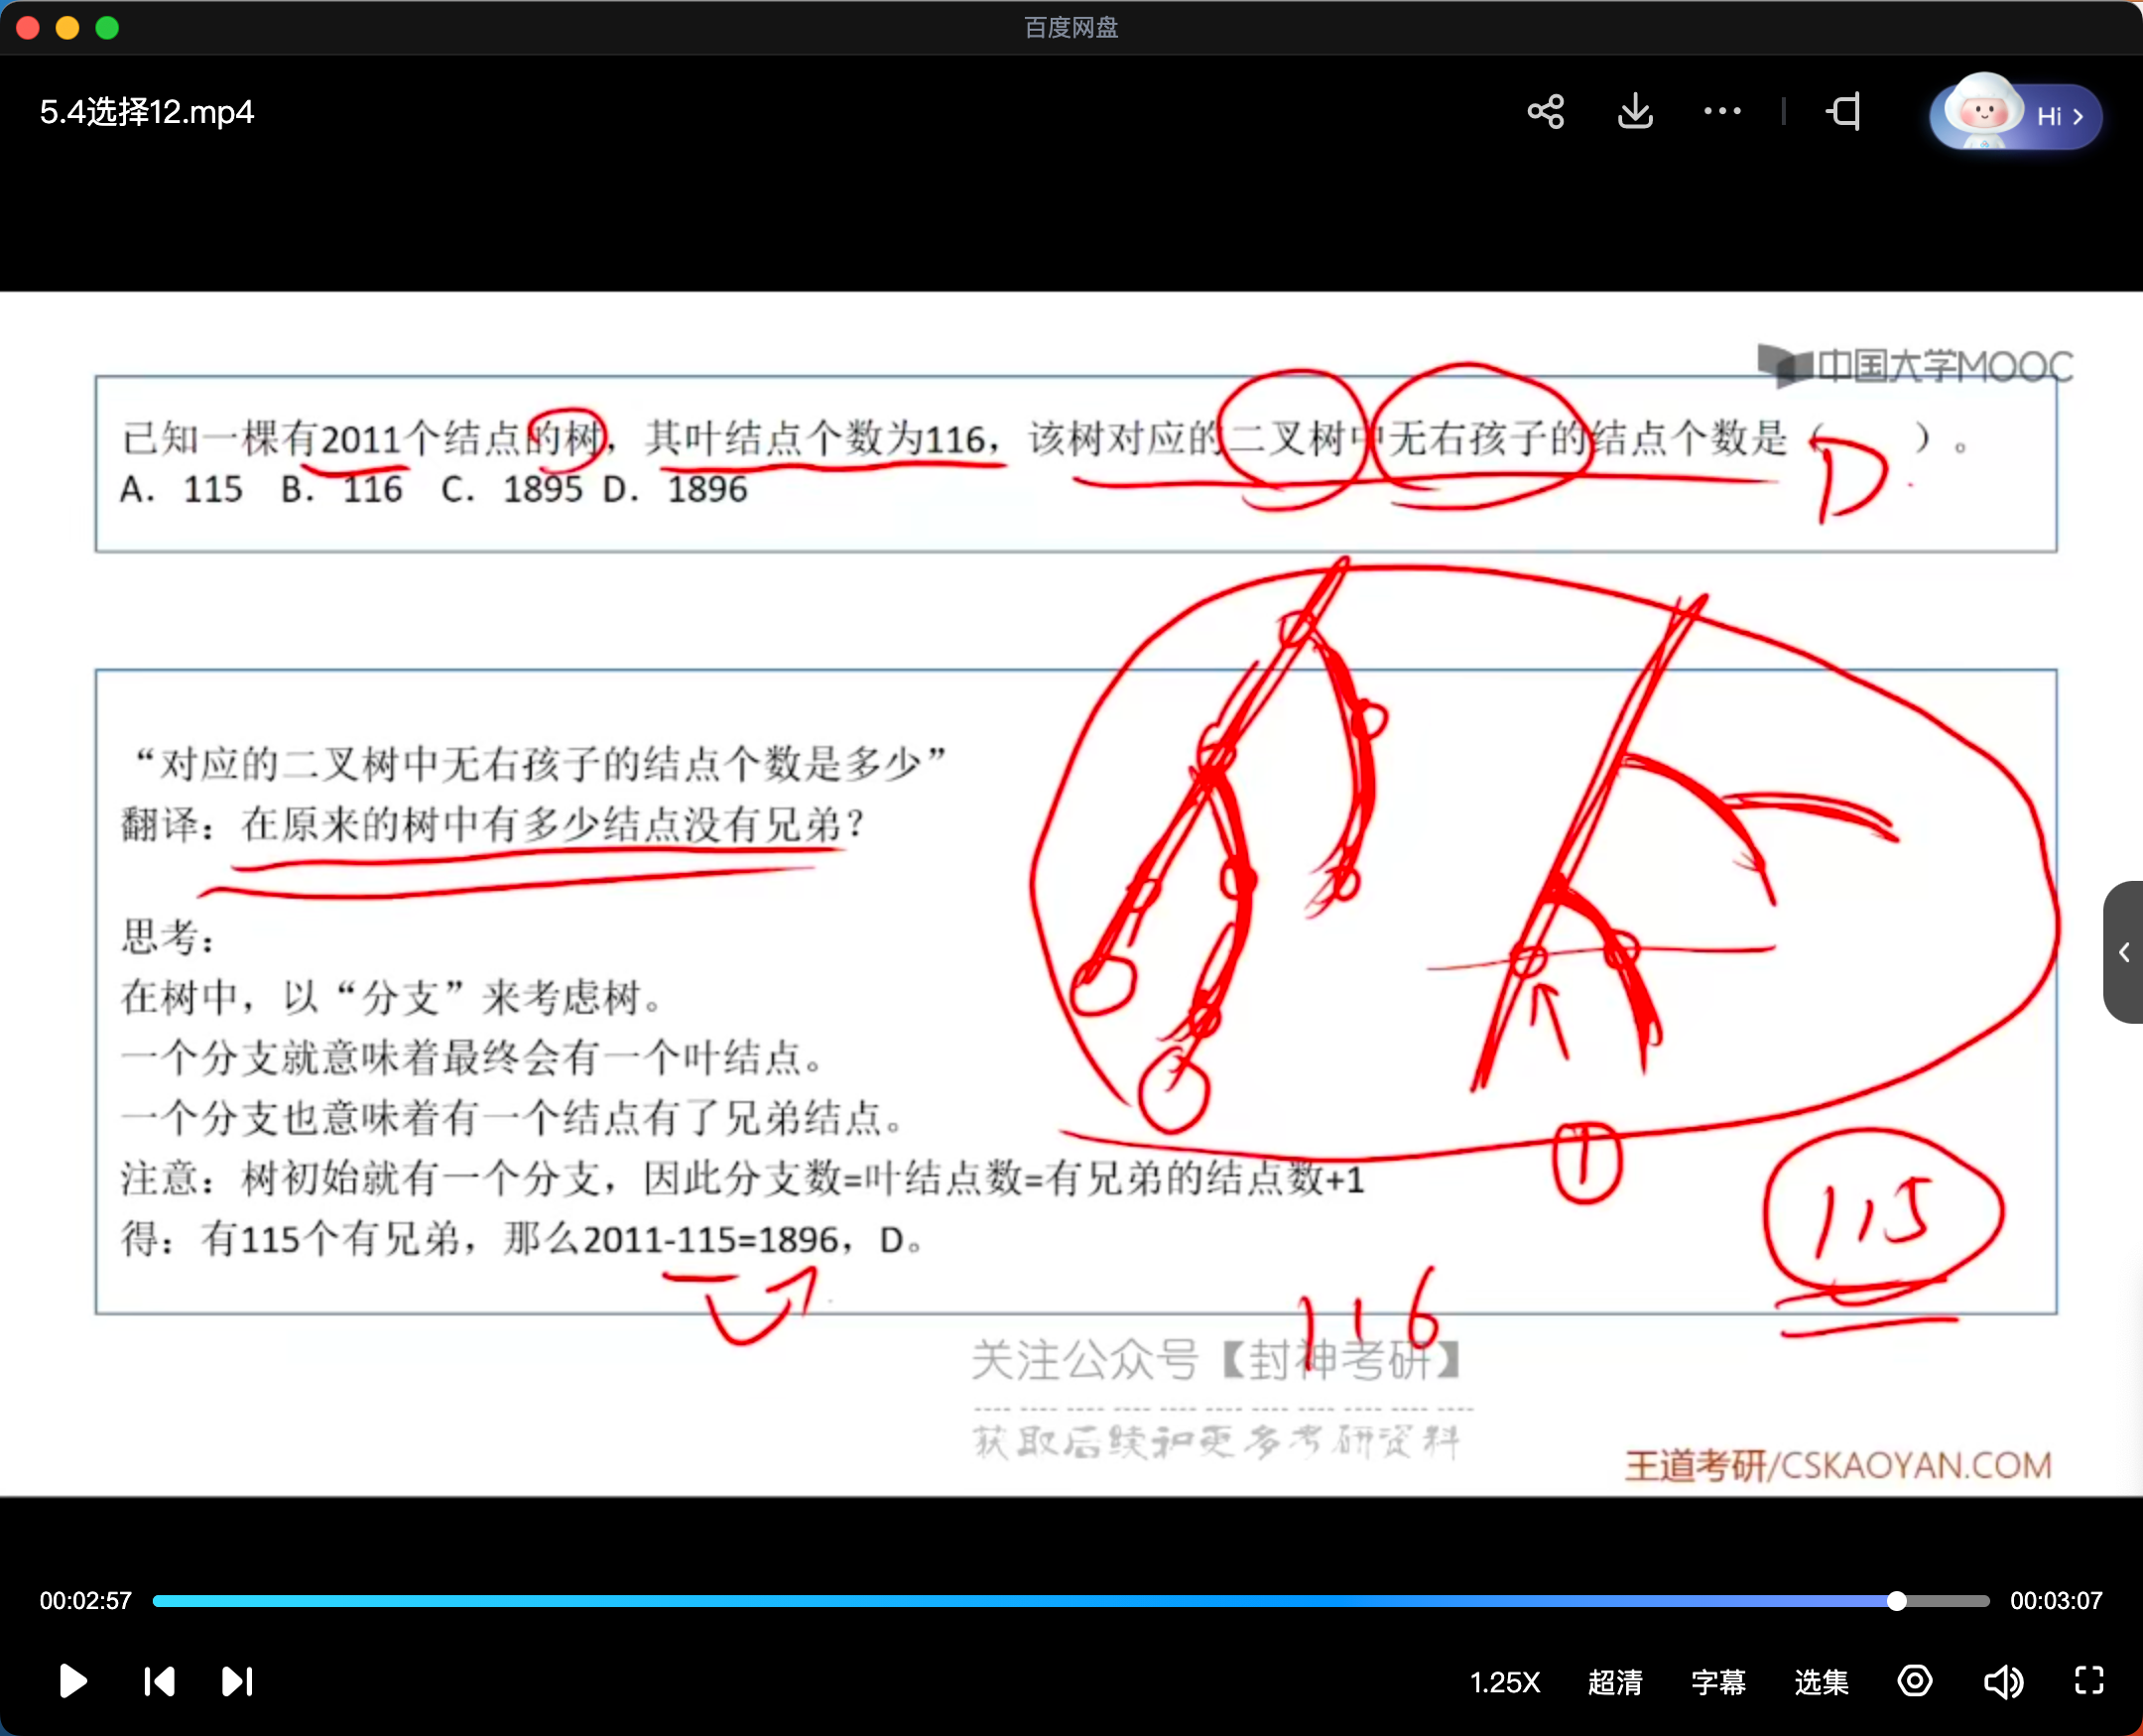 百度网盘
5.4选择12.mp4
Hi
中国大学MOOC
已知一棵有2011个结点的树，其叶结点个数为116，该树对应的二叉树中无右孩子的结点个数是（ ）。
D
A. 115 B. 116 C. 1895 D. 1896
“对应的二叉树中无右孩子的结点个数是多少”
翻译：在原来的树中有多少结点没有兄弟？
思考：
在树中，以“分支”来考虑树。
一个分支就意味着最终会有一个叶结点。
一个分支也意味着有一个结点有了兄弟结点。
注意：树初始就有一个分支，因此分支数=叶结点数=有兄弟的结点数+1
1
115
得：有115个有兄弟，那么2011-115=1896，D。
116
关注公众号【封神考研】
获取后续和更多考研资料
王道考研/CSKAOYAN.COM
00:02:57
00:03:07
1.25X 超清 字幕 选集